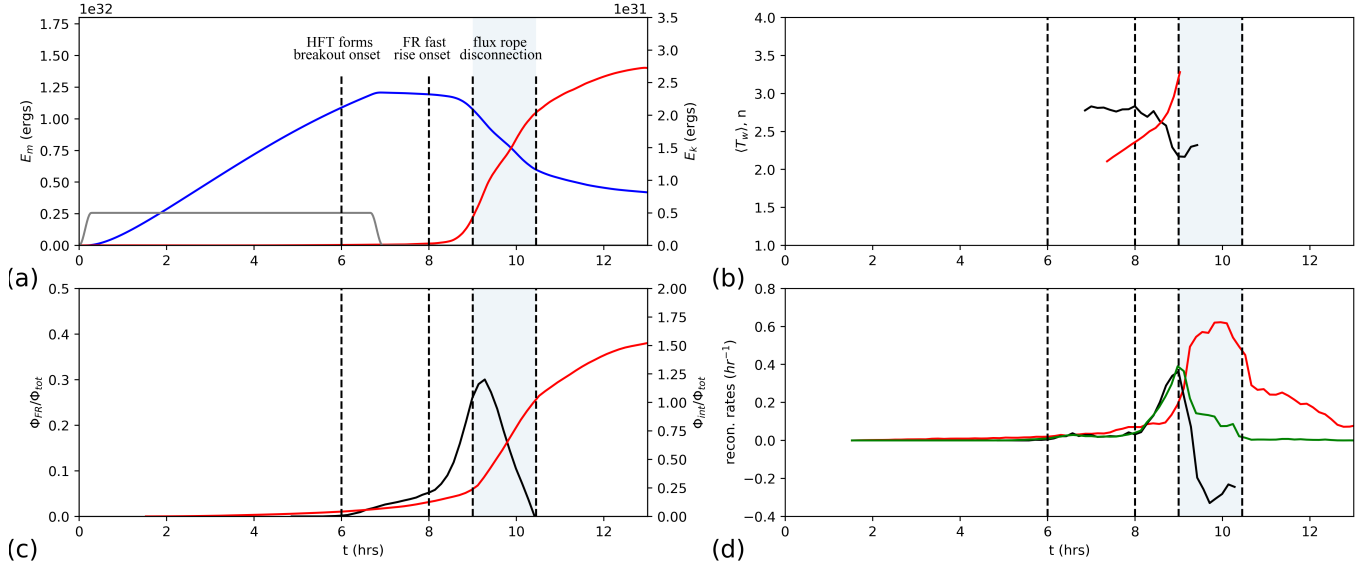 1e32
1e31
1.75
1.50
1.25
1.00
0.75
0.50
0.25
0.00
E_m (ergs)
HFT forms
breakout onset
FR fast
rise onset
flux rope
disconnection
3.5
3.0
2.5
2.0
1.5
1.0
0.5
0.0
E_k (ergs)
0 2 4 6 8 10 12
(a)
4.0
3.5
3.0
2.5
2.0
1.5
1.0
⟨T_w⟩, n
0 2 4 6 8 10 12
(b)
0.5
0.4
0.3
0.2
0.1
0.0
Φ_FR/Φ_tot
2.00
1.75
1.50
1.25
1.00
0.75
0.50
0.25
0.00
Φ_int/Φ_tot
0 2 4 6 8 10 12
t (hrs)
(c)
0.8
0.6
0.4
0.2
0.0
−0.2
−0.4
recon. rates (hr⁻¹)
0 2 4 6 8 10 12
t (hrs)
(d)